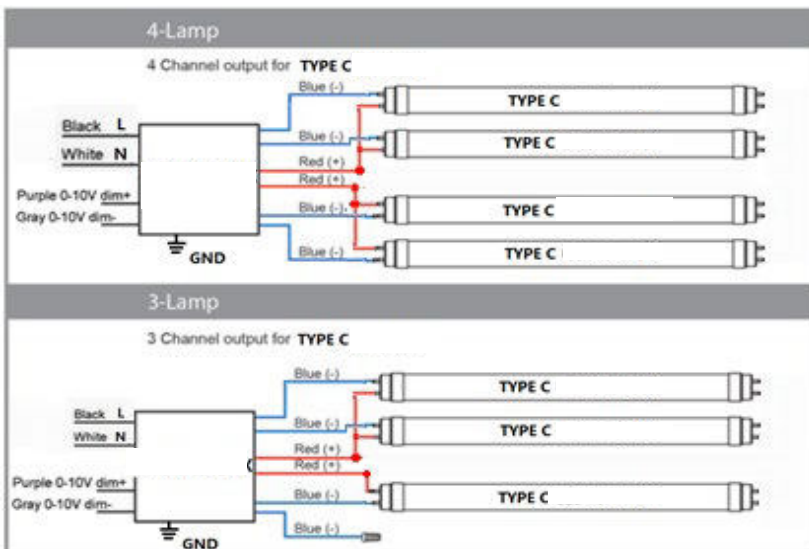 4-Lamp
4 Channel output for TYPE C
Blue (-)
TYPE C
Black L
Blue (-)
TYPE C
White N
Red (+)
Red (+)
Purple 0-10V dim+
Blue (-)
TYPE C
Gray 0-10V dim-
Blue (-)
TYPE C
GND
3-Lamp
3 Channel output for TYPE C
Blue (-)
TYPE C
Black L
Blue (-)
TYPE C
White N
Red (+)
Red (+)
Purple 0-10V dim+
Blue (-)
TYPE C
Gray 0-10V dim-
Blue (-)
GND